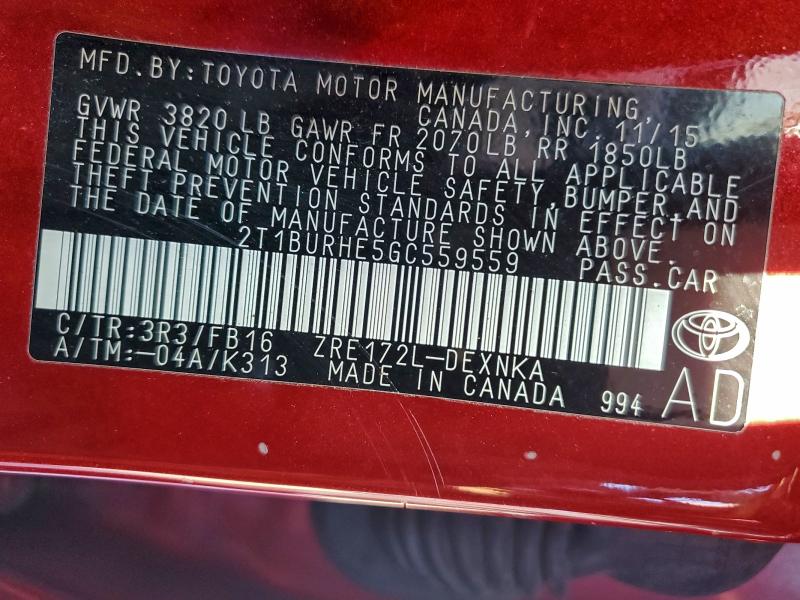 MFD.BY:TOYOTA MOTOR MANUFACTURING,
CANADA,INC. 11/15
GVWR 3820 LB GAWR FR 2070LB RR 1850LB
THIS VEHICLE CONFORMS TO ALL APPLICABLE
FEDERAL MOTOR VEHICLE SAFETY,BUMPER AND
THEFT PREVENTION STANDARDS IN EFFECT ON
THE DATE OF MANUFACTURE SHOWN ABOVE.
2T1BURHE5GC559559 PASS.CAR
C/TR:3R3/FB16 ZRE172L-DEXNKA
A/TM:-04A/K313 MADE IN CANADA 994 AD